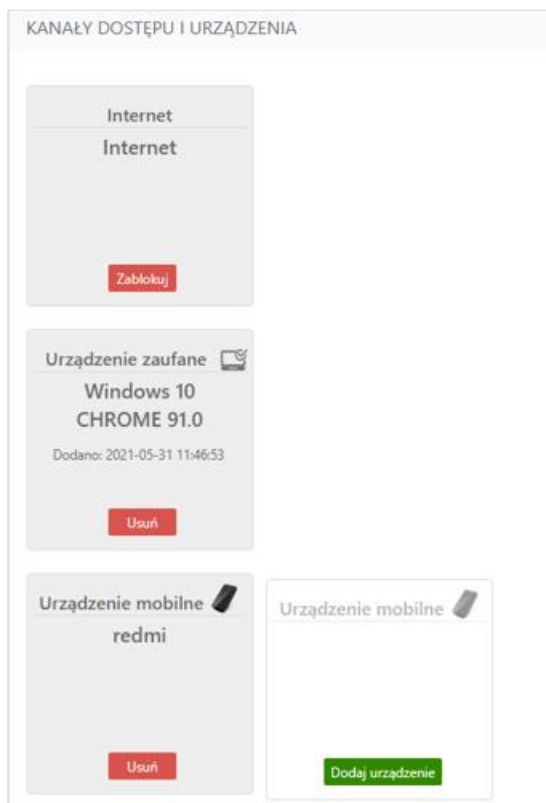 KANAŁY DOSTĘPU I URZĄDZENIA
Internet
Internet
Zablokuj
Urządzenie zaufane
Windows 10
CHROME 91.0
Dodano: 2021-05-31 11:46:53
Usuń
Urządzenie mobilne
redmi
Usuń
Urządzenie mobilne
Dodaj urządzenie